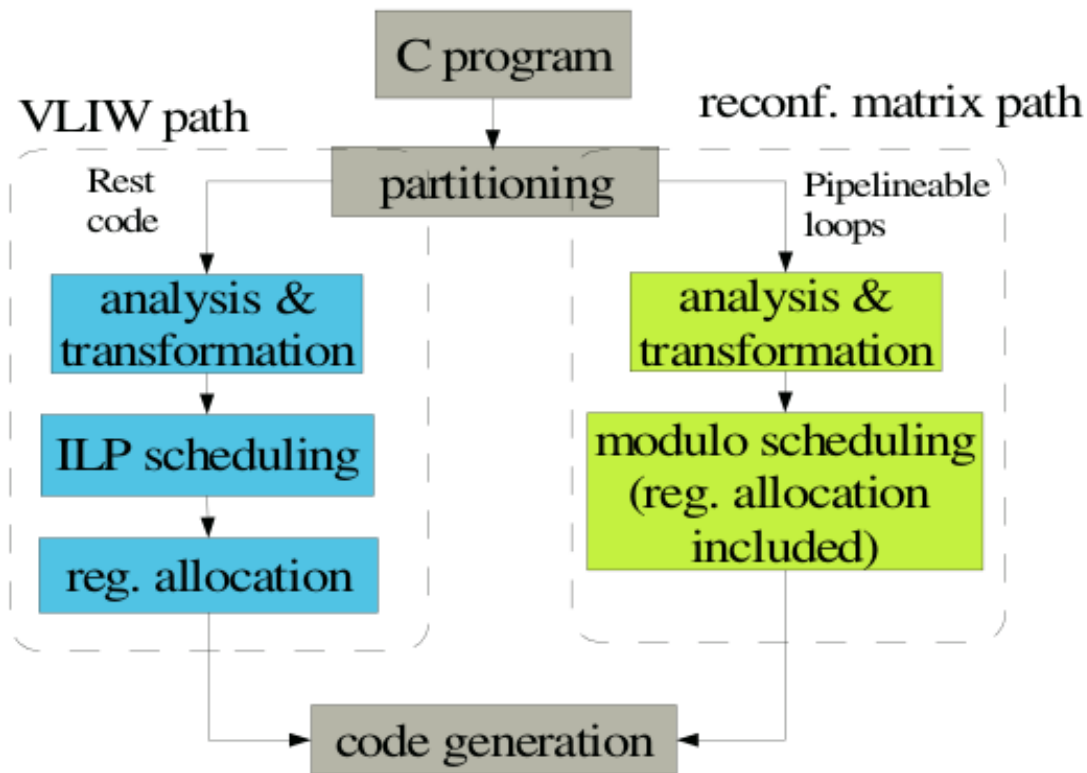 C program
VLIW path
reconf. matrix path
partitioning
Rest
code
Pipelineable
loops
analysis &
transformation
ILP scheduling
reg. allocation
analysis &
transformation
modulo scheduling
(reg. allocation
included)
code generation